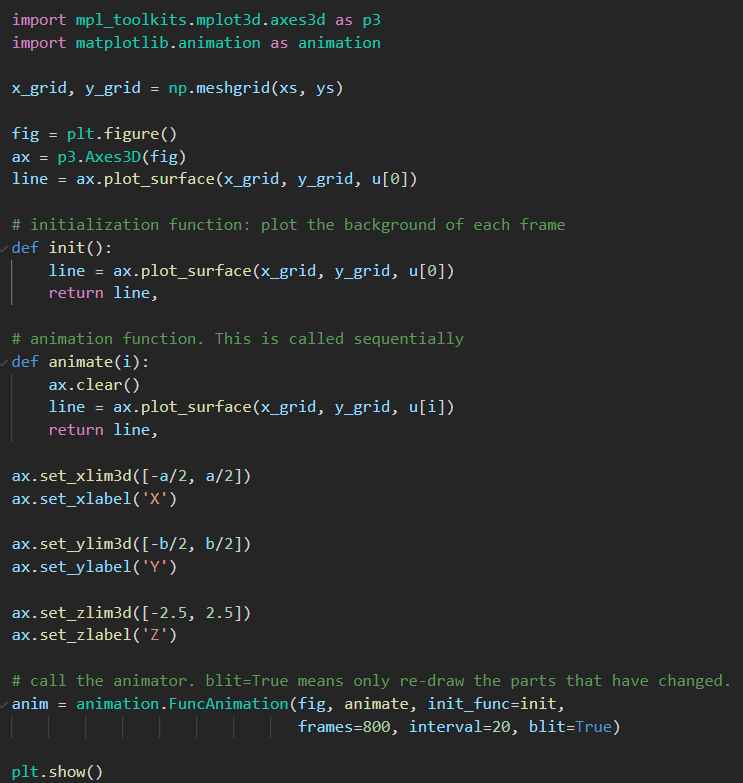 import mpl_toolkits.mplot3d.axes3d as p3
import matplotlib.animation as animation

x_grid, y_grid = np.meshgrid(xs, ys)

fig = plt.figure()
ax = p3.Axes3D(fig)
line = ax.plot_surface(x_grid, y_grid, u[0])

# initialization function: plot the background of each frame
def init():
    line = ax.plot_surface(x_grid, y_grid, u[0])
    return line,

# animation function. This is called sequentially
def animate(i):
    ax.clear()
    line = ax.plot_surface(x_grid, y_grid, u[i])
    return line,

ax.set_xlim3d([-a/2, a/2])
ax.set_xlabel('X')

ax.set_ylim3d([-b/2, b/2])
ax.set_ylabel('Y')

ax.set_zlim3d([-2.5, 2.5])
ax.set_zlabel('Z')

# call the animator. blit=True means only re-draw the parts that have changed.
anim = animation.FuncAnimation(fig, animate, init_func=init,
                               frames=800, interval=20, blit=True)

plt.show()